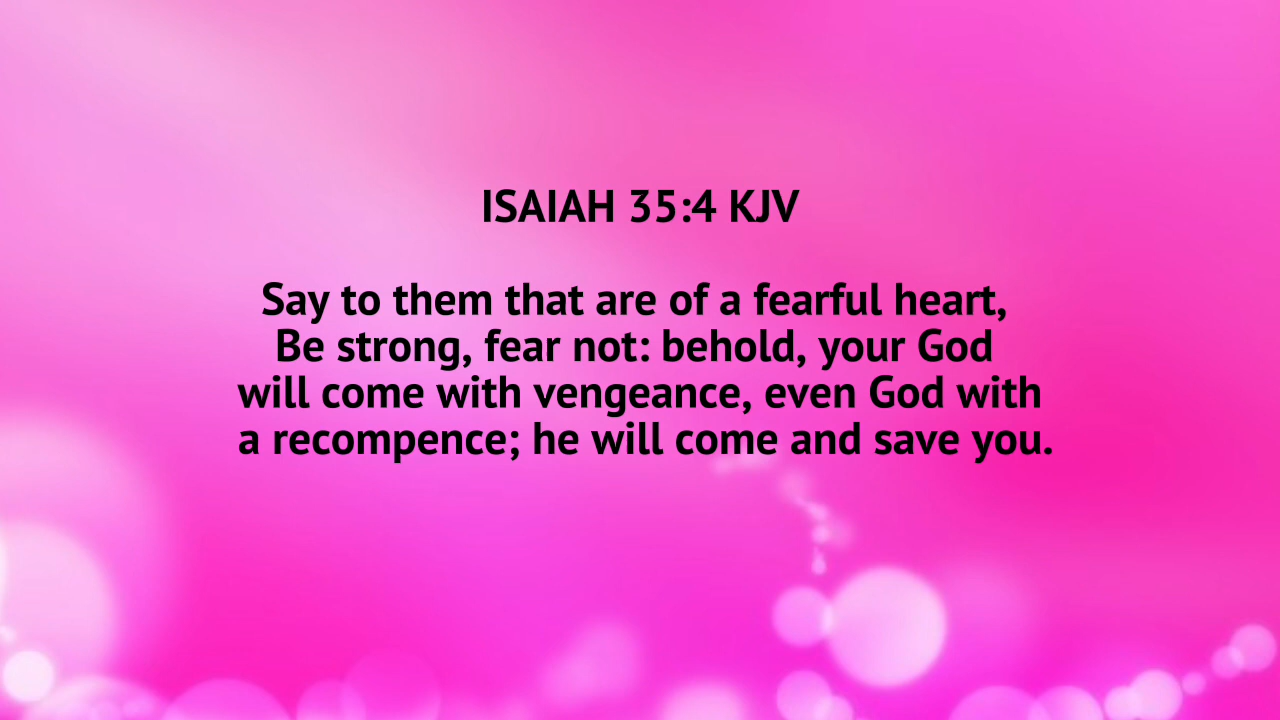 ISAIAH 35:4 KJV
Say to them that are of a fearful heart,
Be strong, fear not: behold, your God
will come with vengeance, even God with
a recompence; he will come and save you.